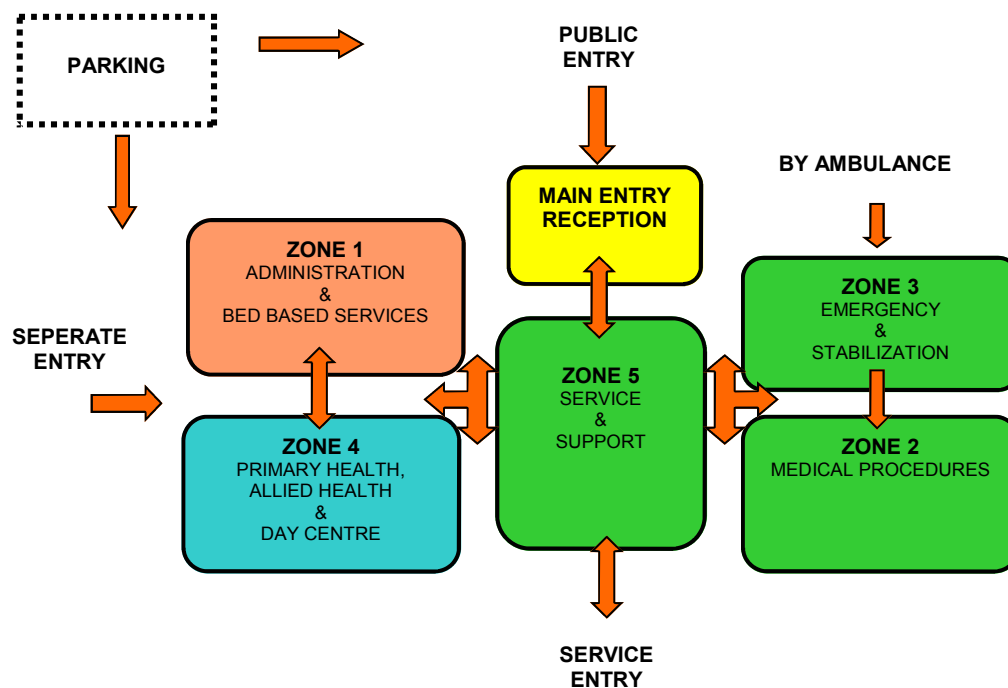 PARKING
PUBLIC
ENTRY
MAIN ENTRY
RECEPTION
BY AMBULANCE
ZONE 1
ADMINISTRATION
&
BED BASED SERVICES
SEPERATE
ENTRY
ZONE 4
PRIMARY HEALTH,
ALLIED HEALTH
&
DAY CENTRE
ZONE 5
SERVICE
&
SUPPORT
ZONE 3
EMERGENCY
&
STABILIZATION
ZONE 2
MEDICAL PROCEDURES
SERVICE
ENTRY